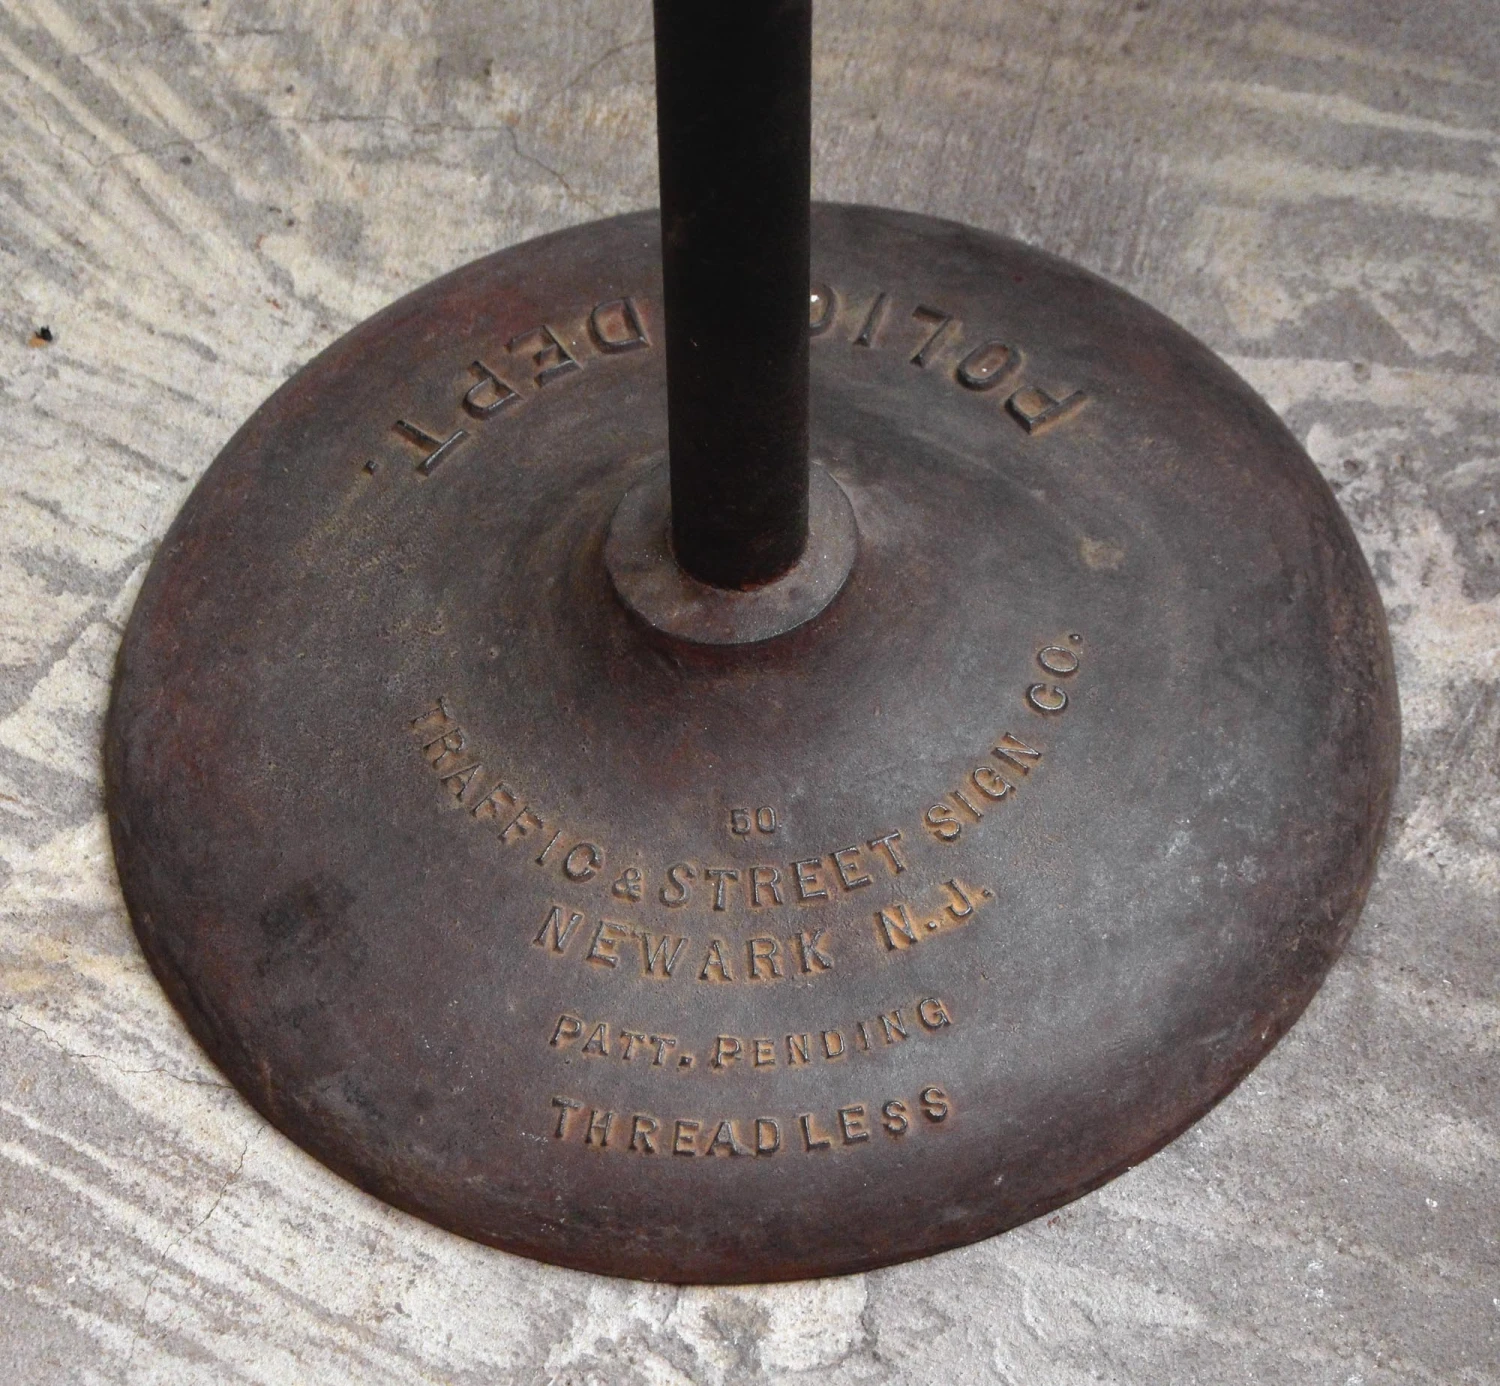 POLICE DEPT.
50
TRAFFIC & STREET SIGN CO.
NEWARK N.J.
PATT. PENDING
THREADLESS